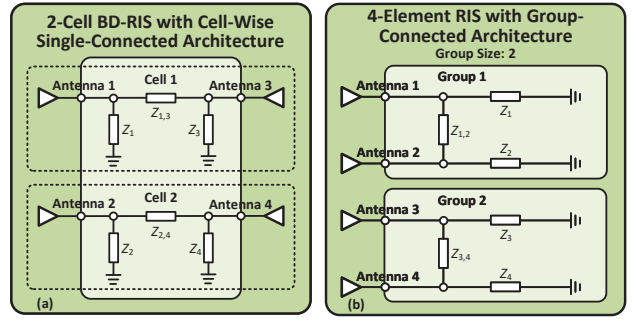 2-Cell BD-RIS with Cell-Wise
Single-Connected Architecture
Antenna 1
Cell 1
Antenna 3
Z1,3
Z1
Z3
Antenna 2
Cell 2
Antenna 4
Z2,4
Z2
Z4
(a)
4-Element RIS with Group-
Connected Architecture
Group Size: 2
Group 1
Antenna 1
Z1
Z1,2
Antenna 2
Z2
Group 2
Antenna 3
Z3
Z3,4
Antenna 4
Z4
(b)